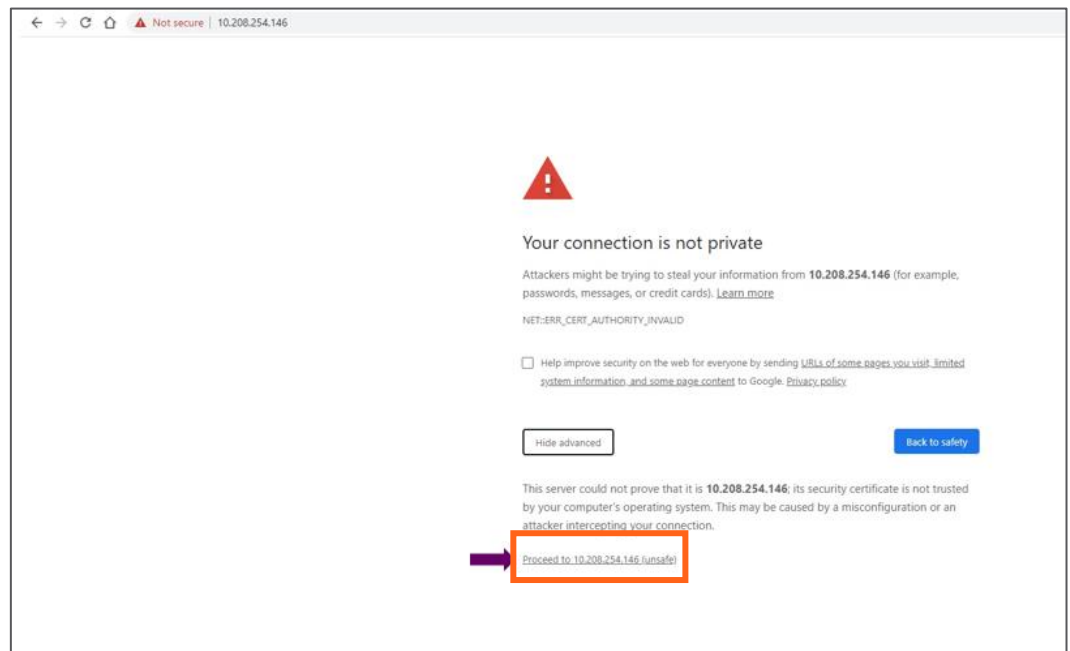 Not secure | 10.208.254.146
Your connection is not private
Attackers might be trying to steal your information from 10.208.254.146 (for example,
passwords, messages, or credit cards). Learn more
NET::ERR_CERT_AUTHORITY_INVALID
Help improve security on the web for everyone by sending URLs of some pages you visit, limited
system information, and some page content to Google. Privacy policy
Hide advanced
Back to safety
This server could not prove that it is 10.208.254.146; its security certificate is not trusted
by your computer's operating system. This may be caused by a misconfiguration or an
attacker intercepting your connection.
Proceed to 10.208.254.146 (unsafe)